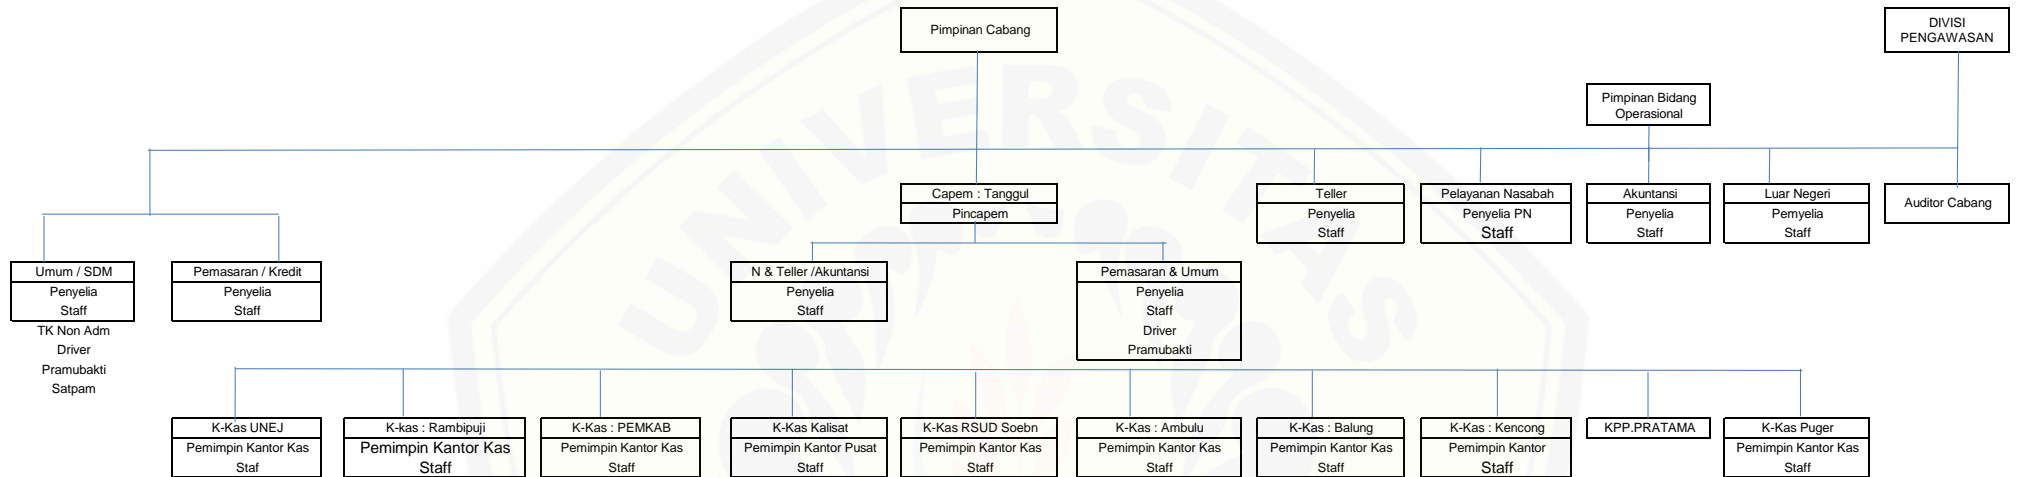 Pimpinan Cabang
DIVISI
PENGAWASAN
Pimpinan Bidang
Operasional
UNIVERSITAS
Capem : Tanggul
Pincapem
Teller
Penyelia
Staff
Pelayanan Nasabah
Penyelia PN
Staff
Akuntansi
Penyelia
Staff
Luar Negeri
Pemyelia
Staff
Auditor Cabang
Umum / SDM
Penyelia
Staff
TK Non Adm
Driver
Pramubakti
Satpam
Pemasaran / Kredit
Penyelia
Staff
N & Teller /Akuntansi
Penyelia
Staff
Pemasaran & Umum
Penyelia
Staff
Driver
Pramubakti
K-Kas UNEJ
Pemimpin Kantor Kas
Staf
K-kas : Rambipuji
Pemimpin Kantor Kas
Staff
K-Kas : PEMKAB
Pemimpin Kantor Kas
Staff
K-Kas Kalisat
Pemimpin Kantor Pusat
Staff
K-Kas RSUD Soebn
Pemimpin Kantor Kas
Staff
K-Kas : Ambulu
Pemimpin Kantor Kas
Staff
K-Kas : Balung
Pemimpin Kantor Kas
Staff
K-Kas : Kencong
Pemimpin Kantor
Staff
KPP.PRATAMA
K-Kas Puger
Pemimpin Kantor Kas
Staff